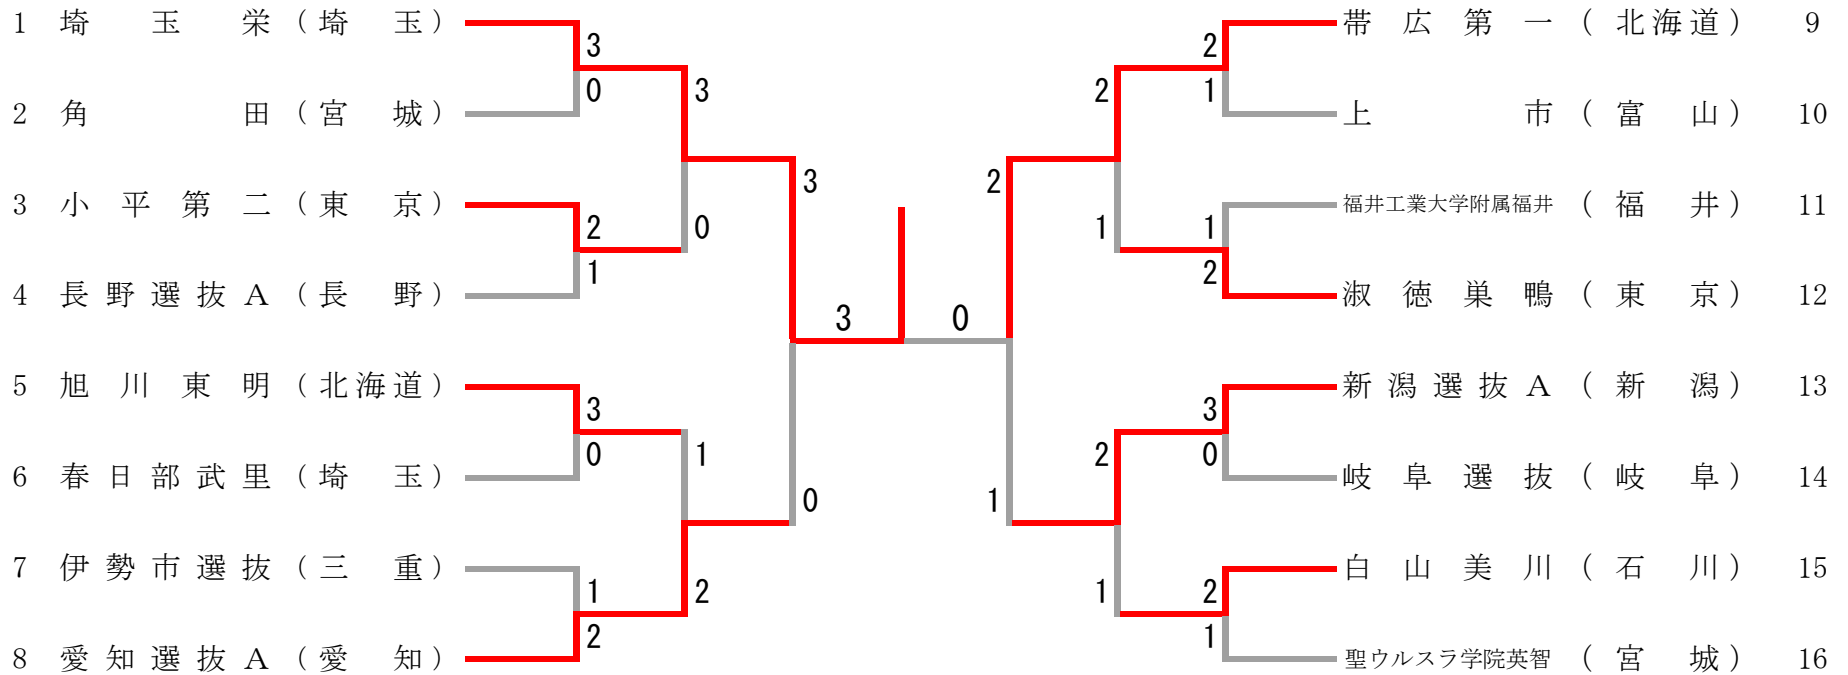 1 埼玉栄 (埼玉)
3
0
2 角田 (宮城)
3
0
3 小平第二 (東京)
2
1
4 長野選抜A (長野)
3
0
5 旭川東明 (北海道)
3
0
6 春日部武里 (埼玉)
1
2
7 伊勢市選抜 (三重)
1
2
8 愛知選抜A (愛知)
3 0
帯広第一 (北海道) 9
2
1
上市 (富山) 10
2
1
福井工業大学附属福井 (福井) 11
1
2
淑徳巣鴨 (東京) 12
2
1
新潟選抜A (新潟) 13
3
0
岐阜選抜 (岐阜) 14
2
1
白山美川 (石川) 15
2
1
聖ウルスラ学院英智 (宮城) 16